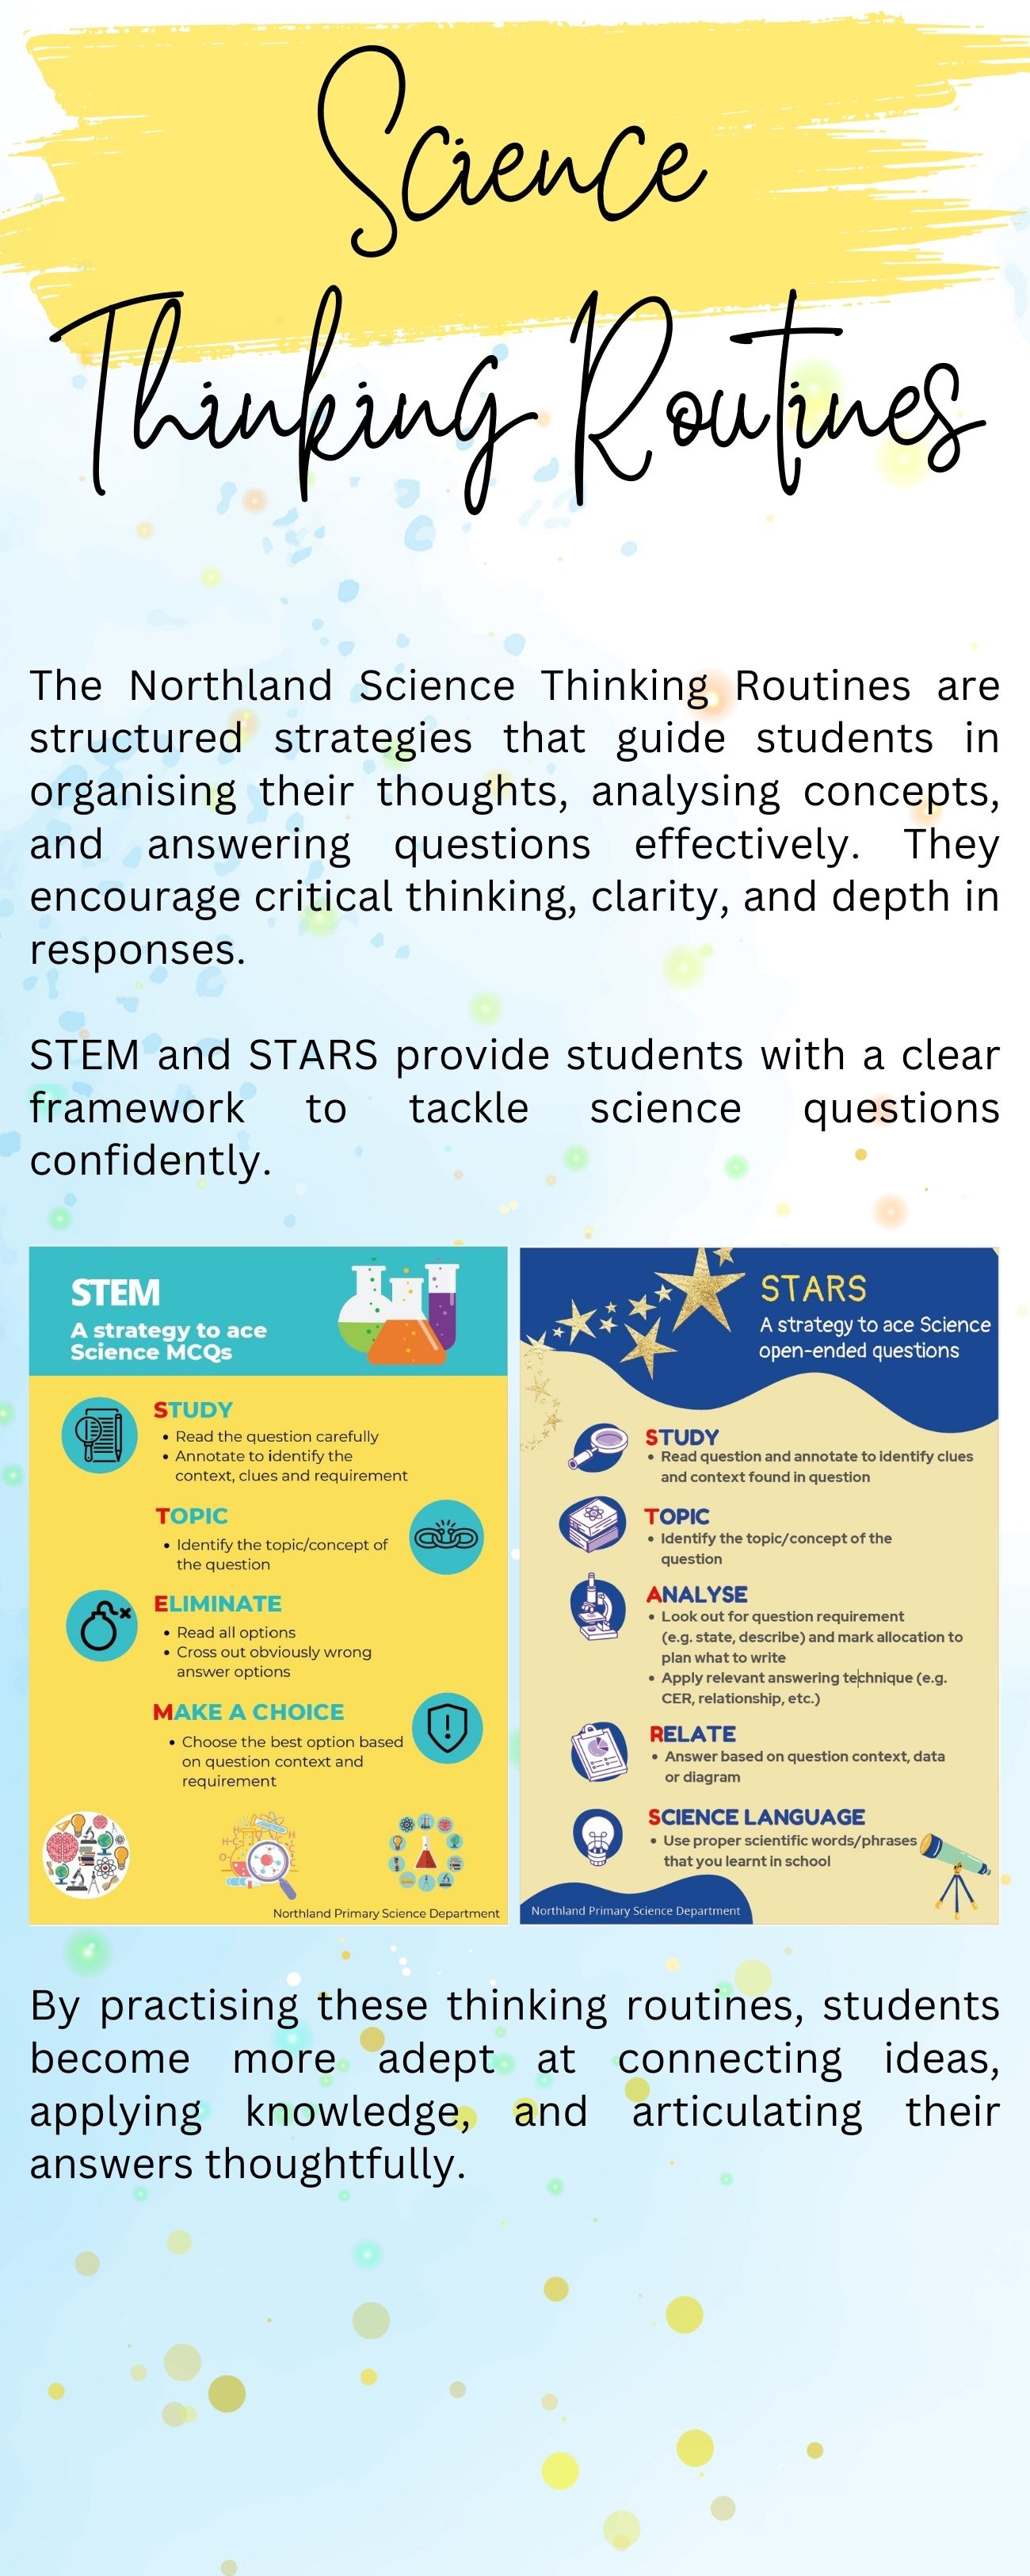 Science
Thinking Routines
The Northland Science Thinking Routines are
structured strategies that guide students in
organising their thoughts, analysing concepts,
and answering questions effectively. They
encourage critical thinking, clarity, and depth in
responses.
STEM and STARS provide students with a clear
framework to tackle science questions
confidently.
STEM
A strategy to ace
Science MCQs
STUDY
• Read the question carefully
• Annotate to identify the
context, clues and requirement
TOPIC
• Identify the topic/concept of
the question
ELIMINATE
• Read all options
• Cross out obviously wrong
answer options
MAKE A CHOICE
• Choose the best option based
on question context and
requirement
Northland Primary Science Department
STARS
A strategy to ace Science
open-ended questions
STUDY
• Read question and annotate to identify clues
and context found in question
TOPIC
• Identify the topic/concept of the
question
ANALYSE
• Look out for question requirement
(e.g. state, describe) and mark allocation to
plan what to write
• Apply relevant answering technique (e.g.
CER, relationship, etc.)
RELATE
• Answer based on question context, data
or diagram
SCIENCE LANGUAGE
• Use proper scientific words/phrases
that you learnt in school
Northland Primary Science Department
By practising these thinking routines, students
become more adept at connecting ideas,
applying knowledge, and articulating their
answers thoughtfully.